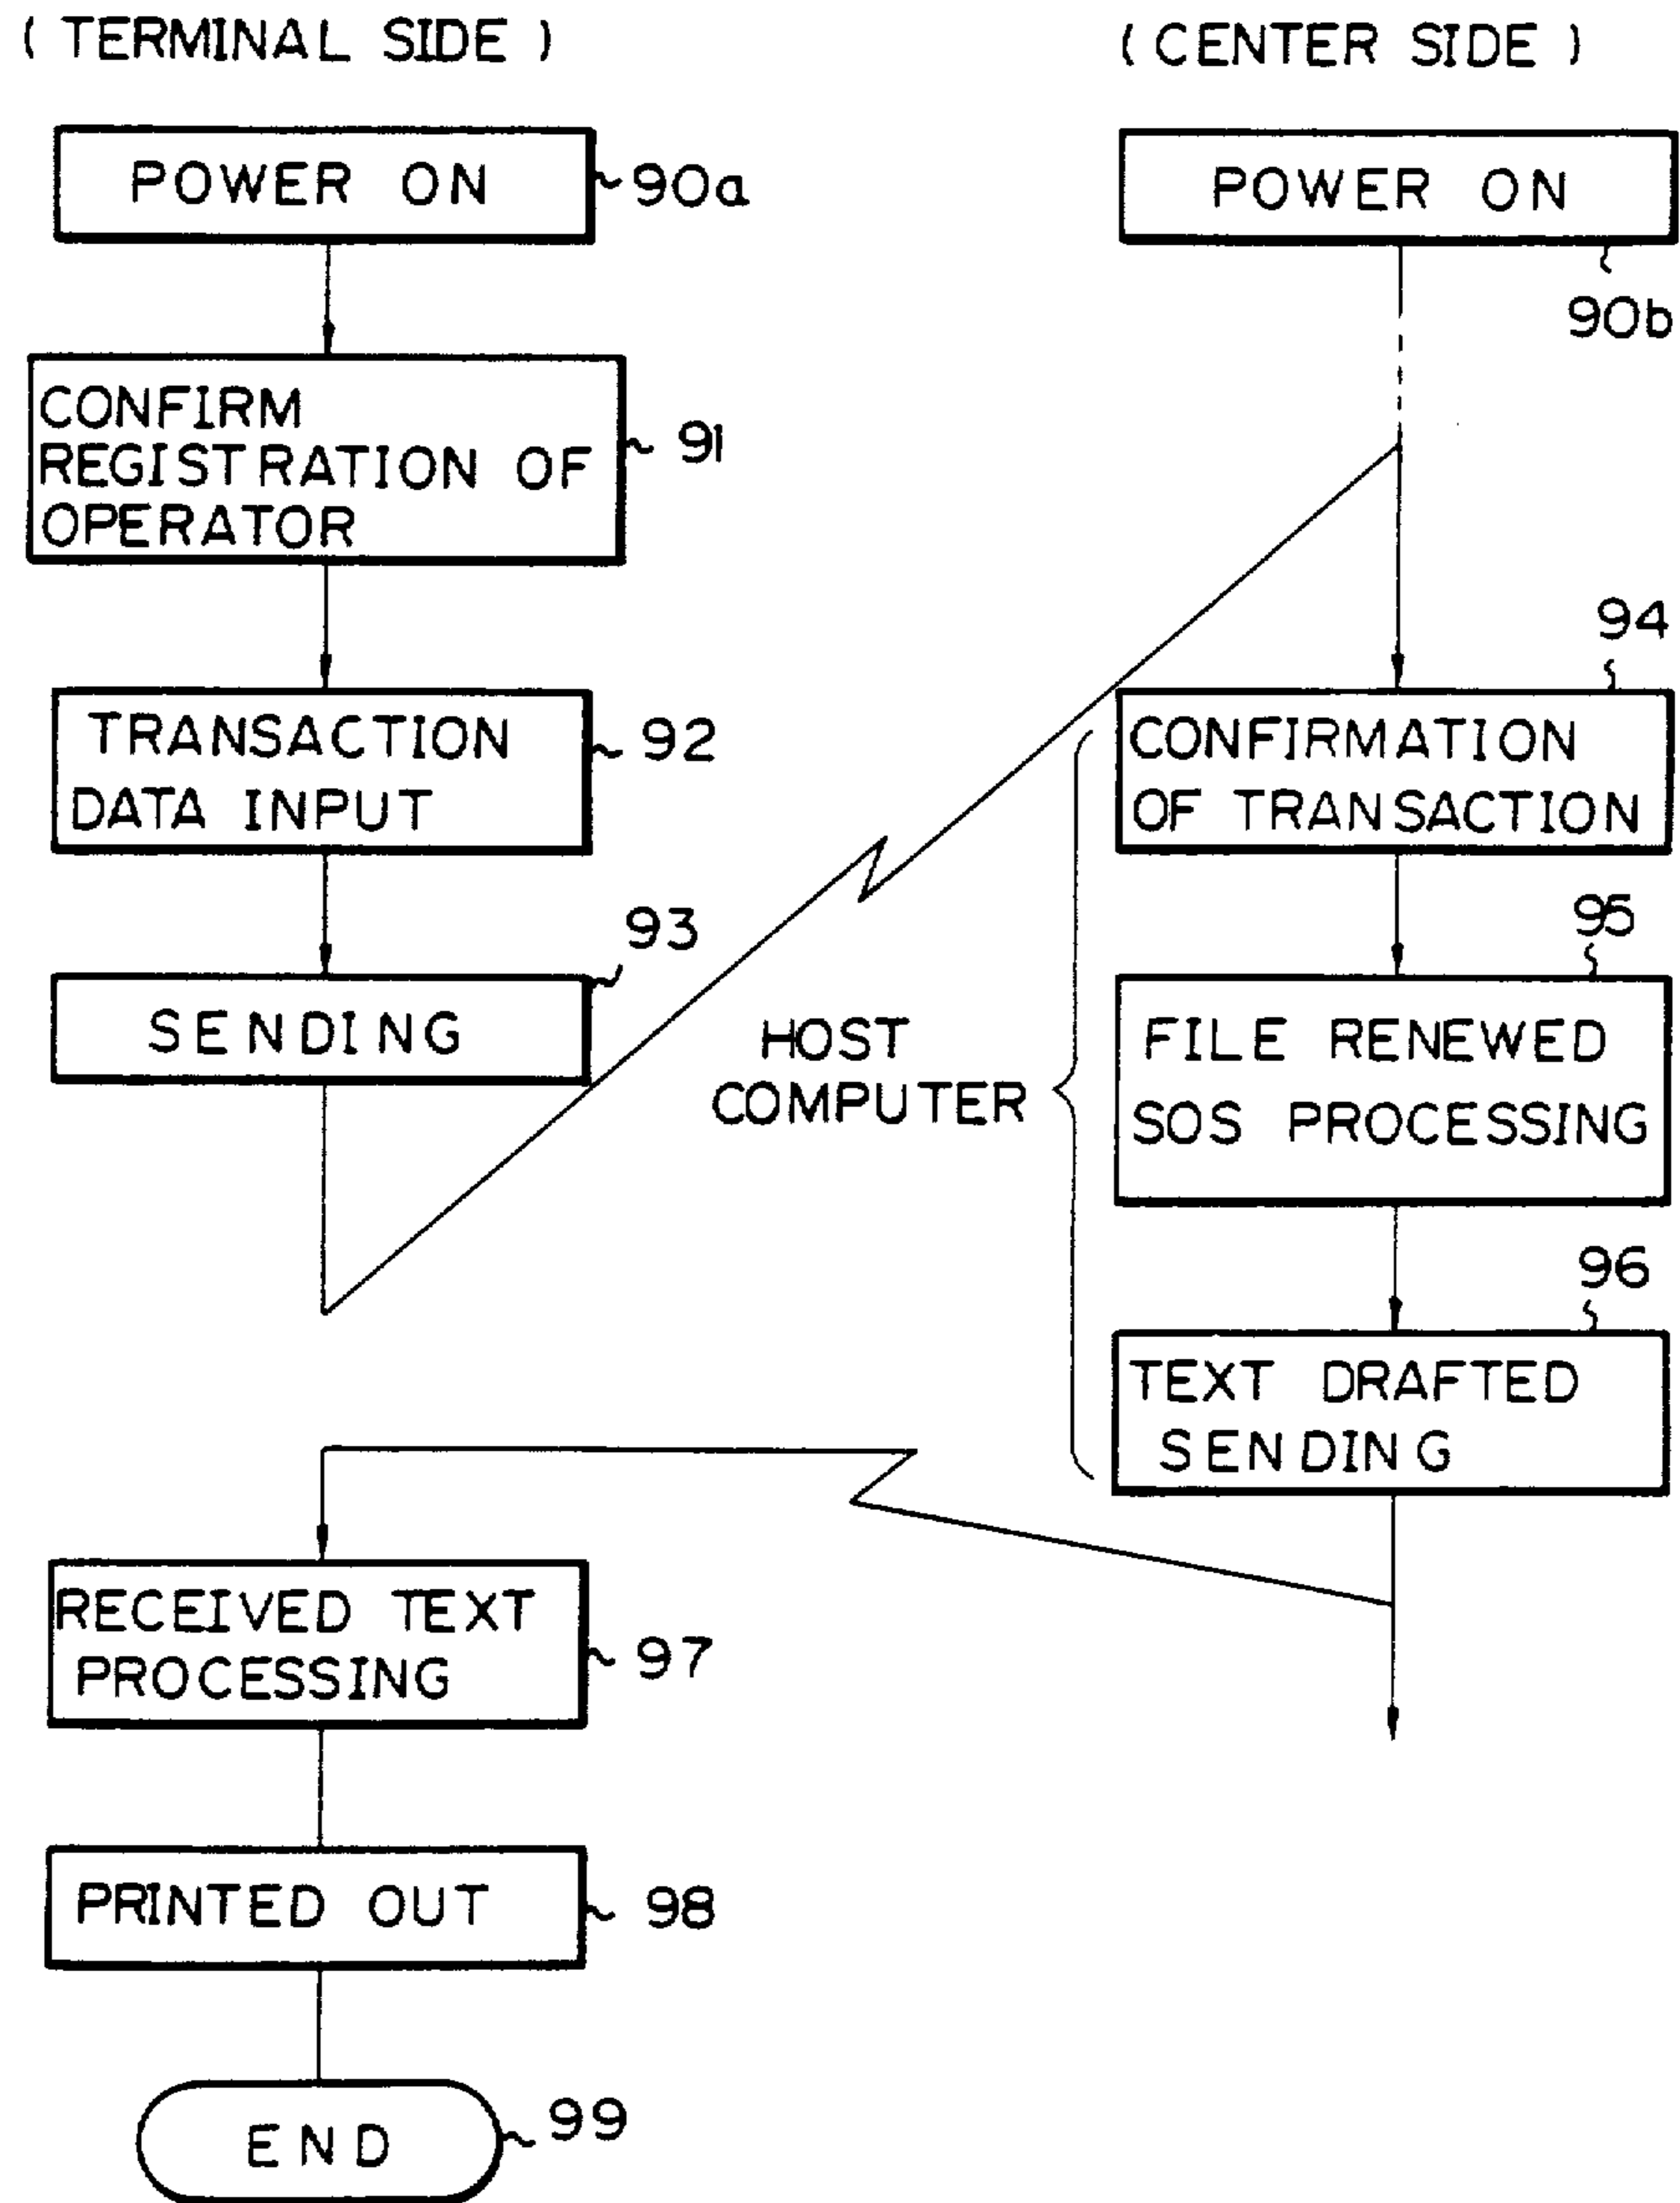 ( TERMINAL SIDE )
POWER ON
90a
CONFIRM
REGISTRATION OF
OPERATOR
91
TRANSACTION
DATA INPUT
92
93
SENDING
( CENTER SIDE )
POWER ON
90b
94
CONFIRMATION
OF TRANSACTION
95
FILE RENEWED
SOS PROCESSING
HOST
COMPUTER
96
TEXT DRAFTED
SENDING
RECEIVED TEXT
PROCESSING
97
PRINTED OUT
98
END
99